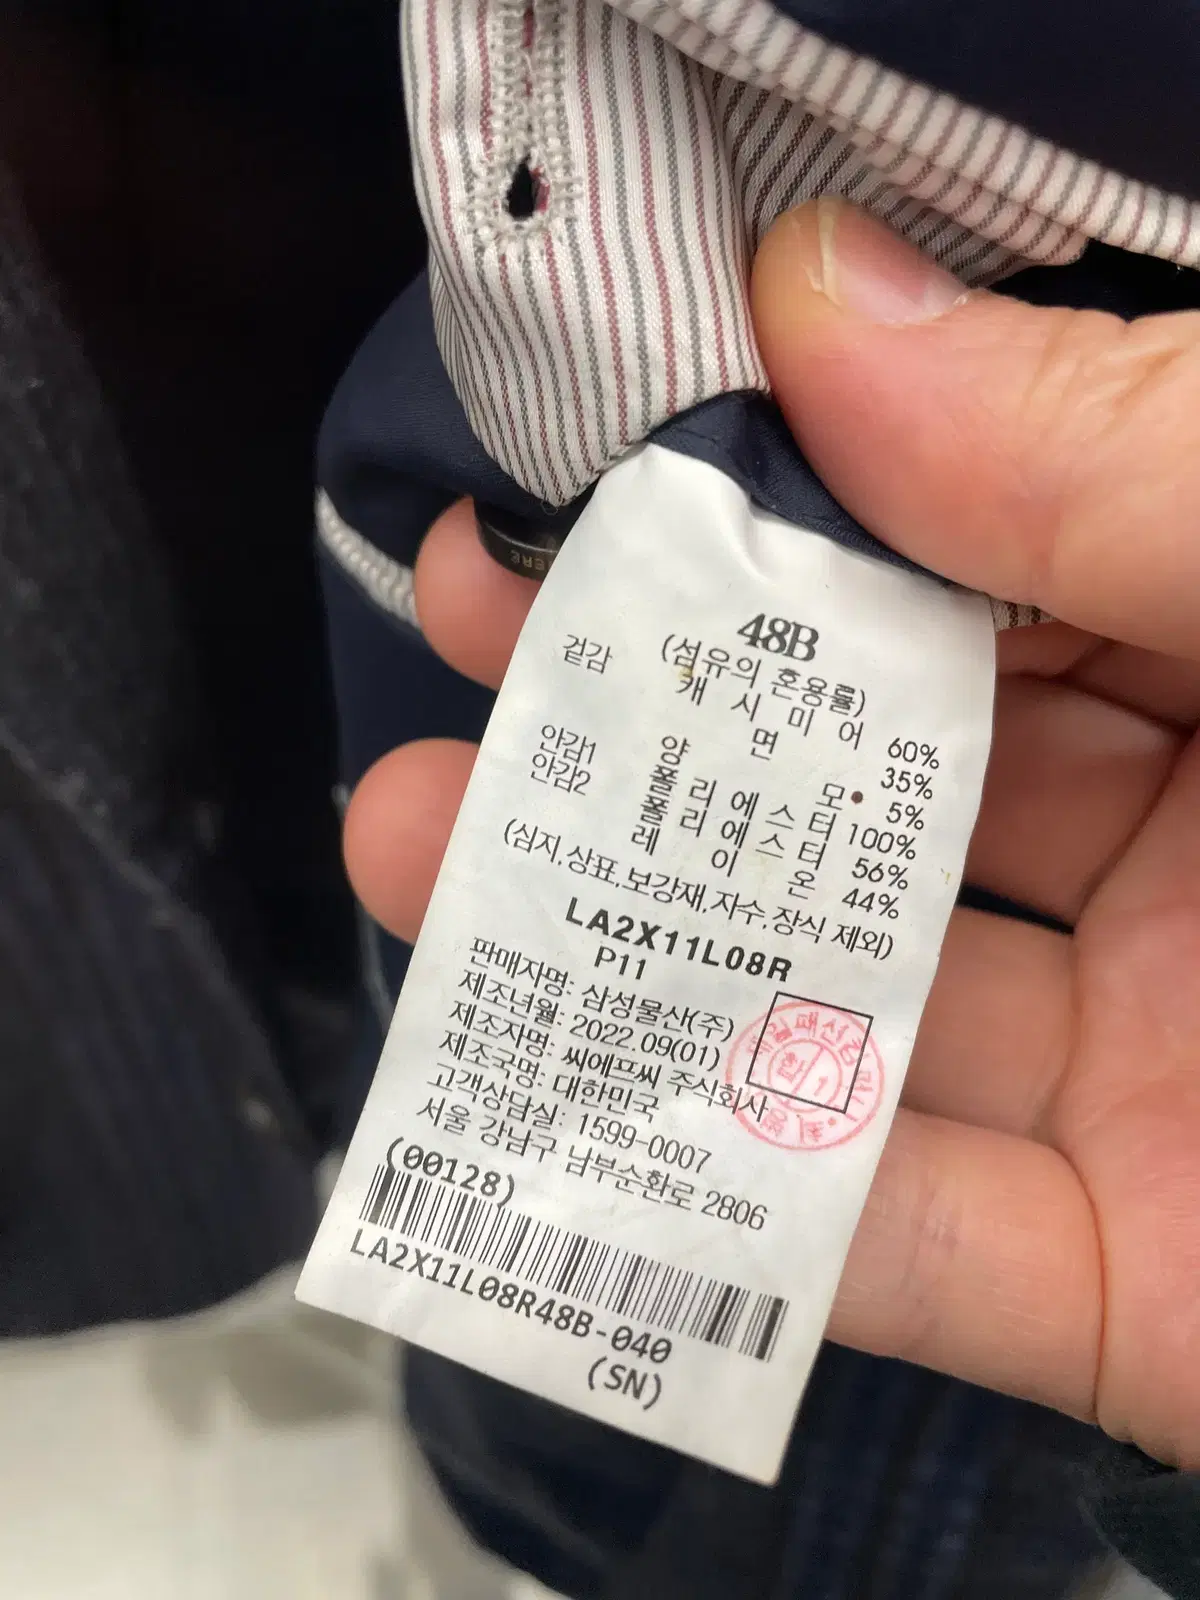 48B
(섬유의 혼용률)
겉감 캐 시 미 어 60%
면 35%
양 모 5%
안감1 폴 리 에 스 터 100%
안감2 폴 리 에 스 터 56%
레 이 온 44%
(심지,상표,보강재,자수,장식 제외)
LA2X11L08R
P11
판매자명: 삼성물산(주)
제조년월: 2022.09(01)
제조자명: 씨에프씨 주식회사
제조국명: 대한민국
고객상담실: 1599-0007
서울 강남구 남부순환로 2806
(00128)
LA2X11L08R48B-040
(SN)